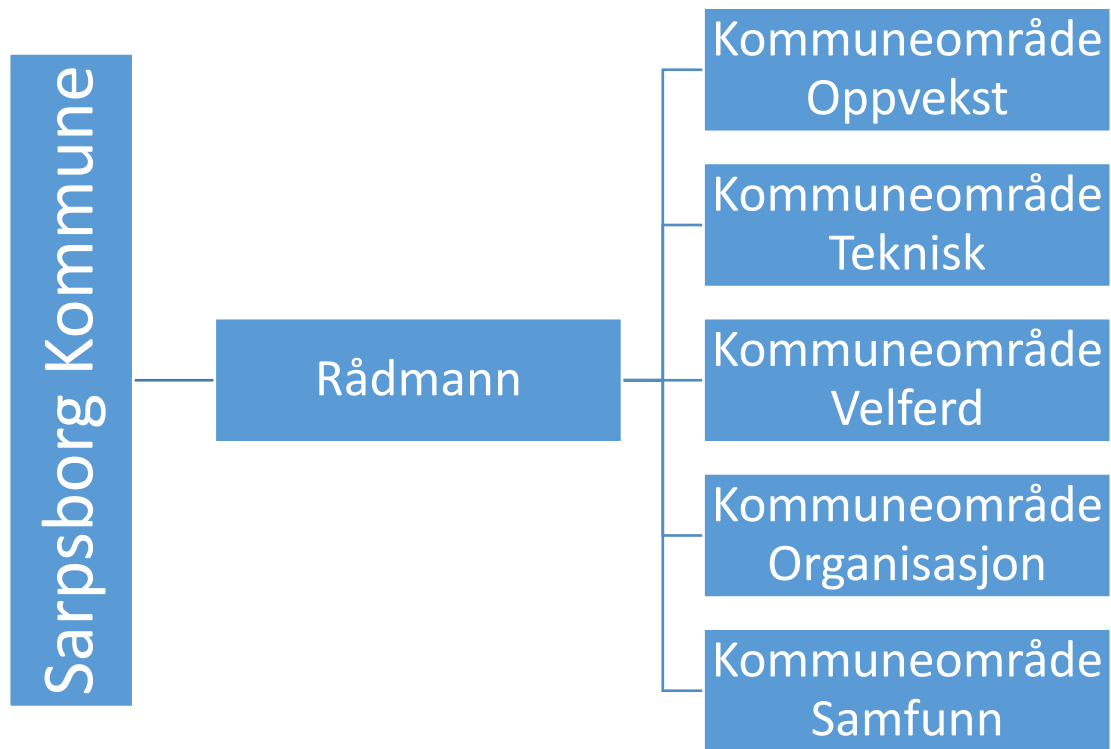 Sarpsborg Kommune
Rådmann
Kommuneområde
Oppvekst
Kommuneområde
Teknisk
Kommuneområde
Velferd
Kommuneområde
Organisasjon
Kommuneområde
Samfunn